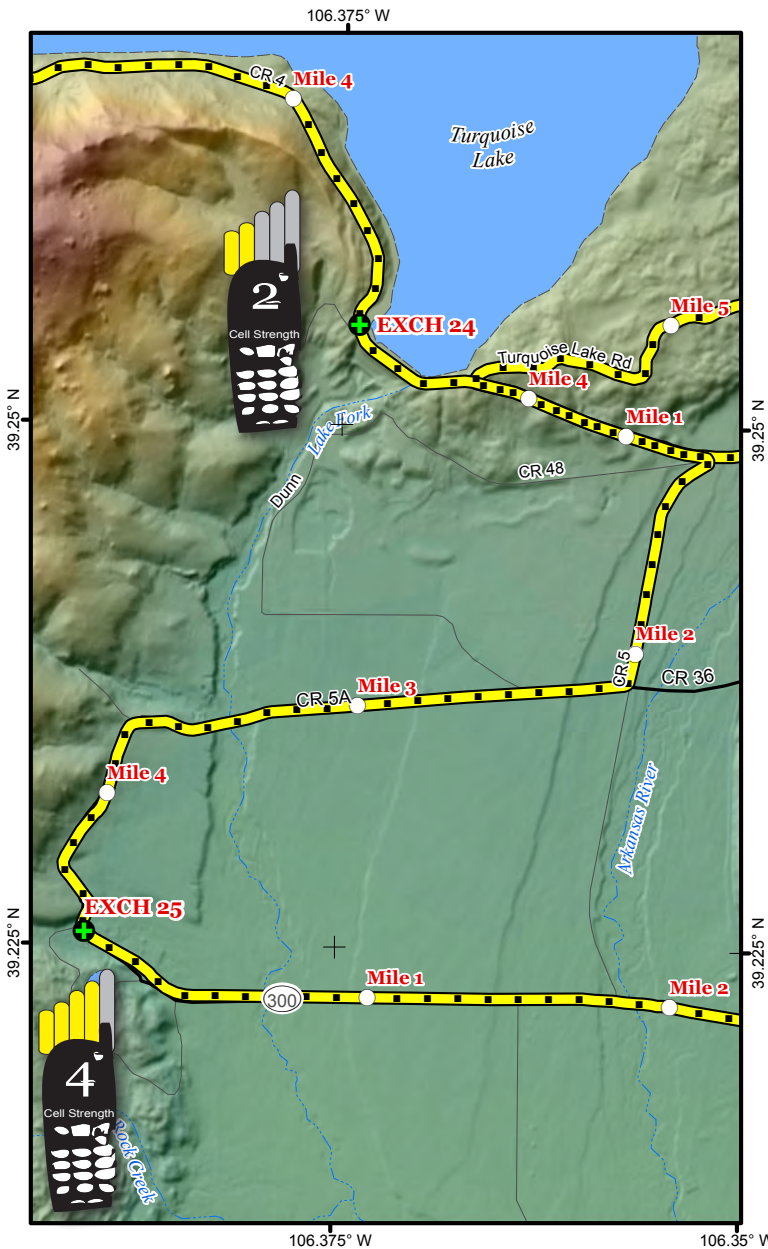 106.375° W
CR 4
Mile 4
Turquoise
Lake
2
Cell Strength
EXCH 24
Mile 5
Turquoise Lake Rd
Mile 4
Mile 1
39.25° N
39.25° N
Lake Fork
CR 48
Dunn
Mile 2
CR 5
CR 36
CR 5A
Mile 3
Mile 4
Arkansas River
EXCH 25
39.225° N
39.225° N
300
Mile 1
Mile 2
4
Cell Strength
Rock Creek
106.375° W
106.35° W